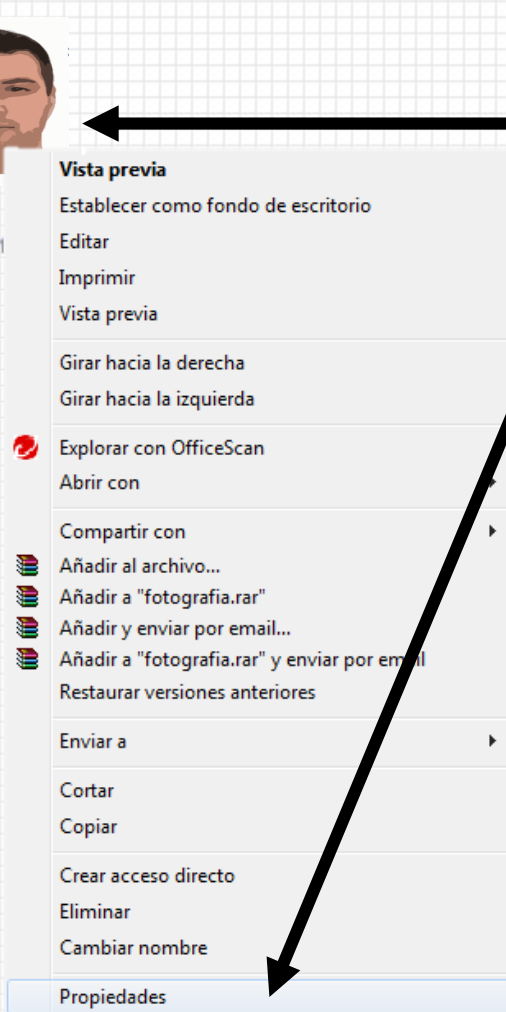 Vista previa
Establecer como fondo de escritorio
Editar
Imprimir
Vista previa
Girar hacia la derecha
Girar hacia la izquierda
Explorar con OfficeScan
Abrir con
Compartir con
Añadir al archivo...
Añadir a "fotografia.rar"
Añadir y enviar por email...
Añadir a "fotografia.rar" y enviar por email
Restaurar versiones anteriores
Enviar a
Cortar
Copiar
Crear acceso directo
Eliminar
Cambiar nombre
Propiedades